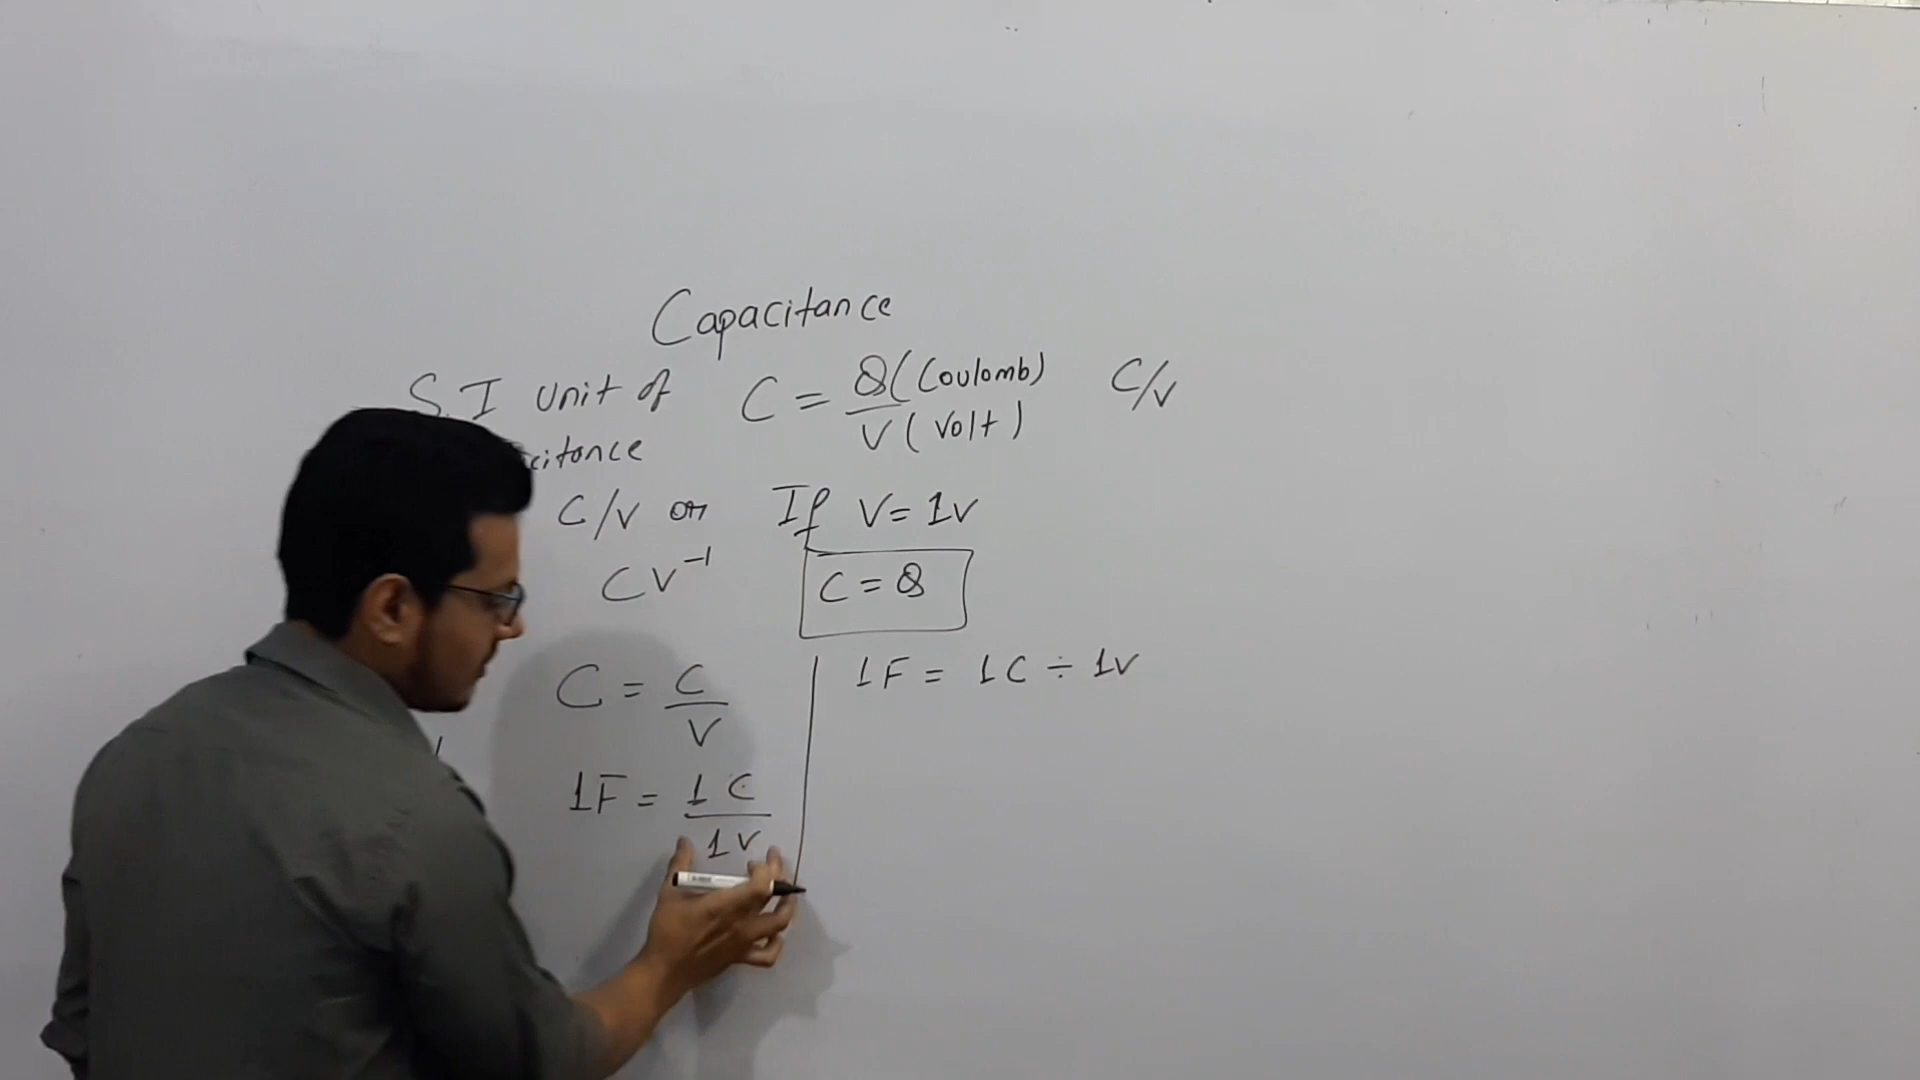 Capacitance
S.I unit of C = Q (Coulomb) / V (Volt) C/V
citance
C/V or If V = 1V
CV⁻¹ C = Q
C = C / V 1F = 1C ÷ 1V
1F = 1C / 1V